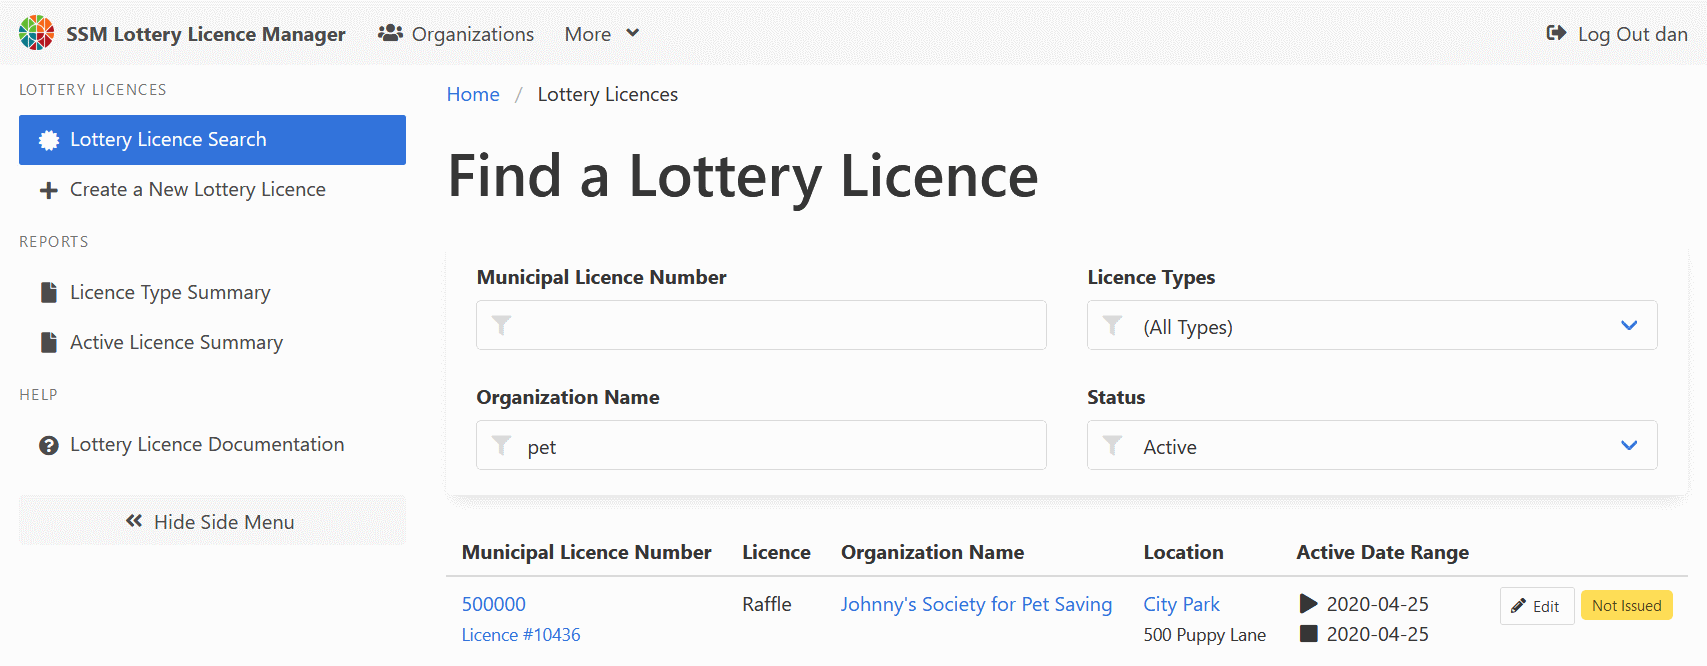 SSM Lottery Licence Manager Organizations More Log Out dan
LOTTERY LICENCES
Lottery Licence Search
Create a New Lottery Licence
REPORTS
Licence Type Summary
Active Licence Summary
HELP
Lottery Licence Documentation
Hide Side Menu
Home / Lottery Licences
Find a Lottery Licence
Municipal Licence Number
Licence Types
(All Types)
Organization Name
pet
Status
Active
Municipal Licence Number Licence Organization Name Location Active Date Range
500000 Raffle Johnny's Society for Pet Saving City Park 2020-04-25 Edit Not Issued
Licence #10436 500 Puppy Lane 2020-04-25